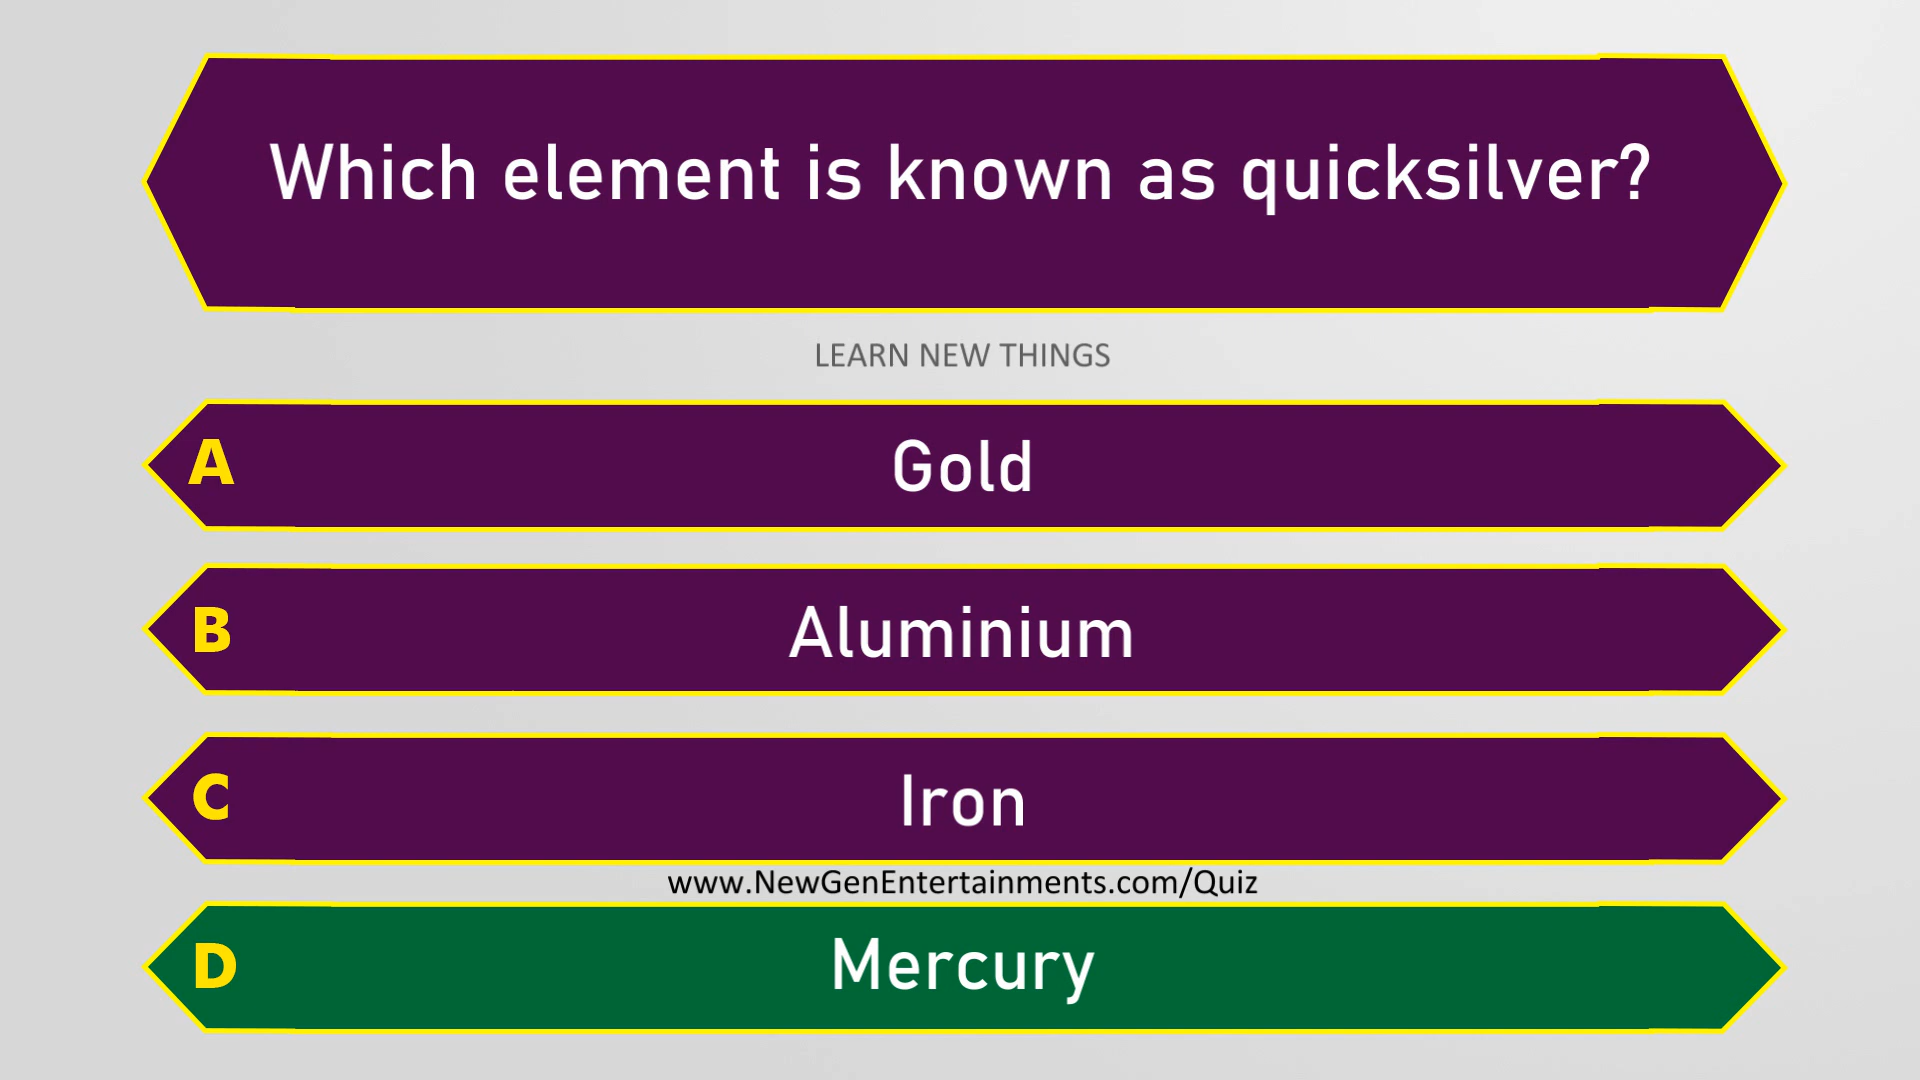 Which element is known as quicksilver?
LEARN NEW THINGS
A Gold
B Aluminium
C Iron
www.NewGenEntertainments.com/Quiz
D Mercury